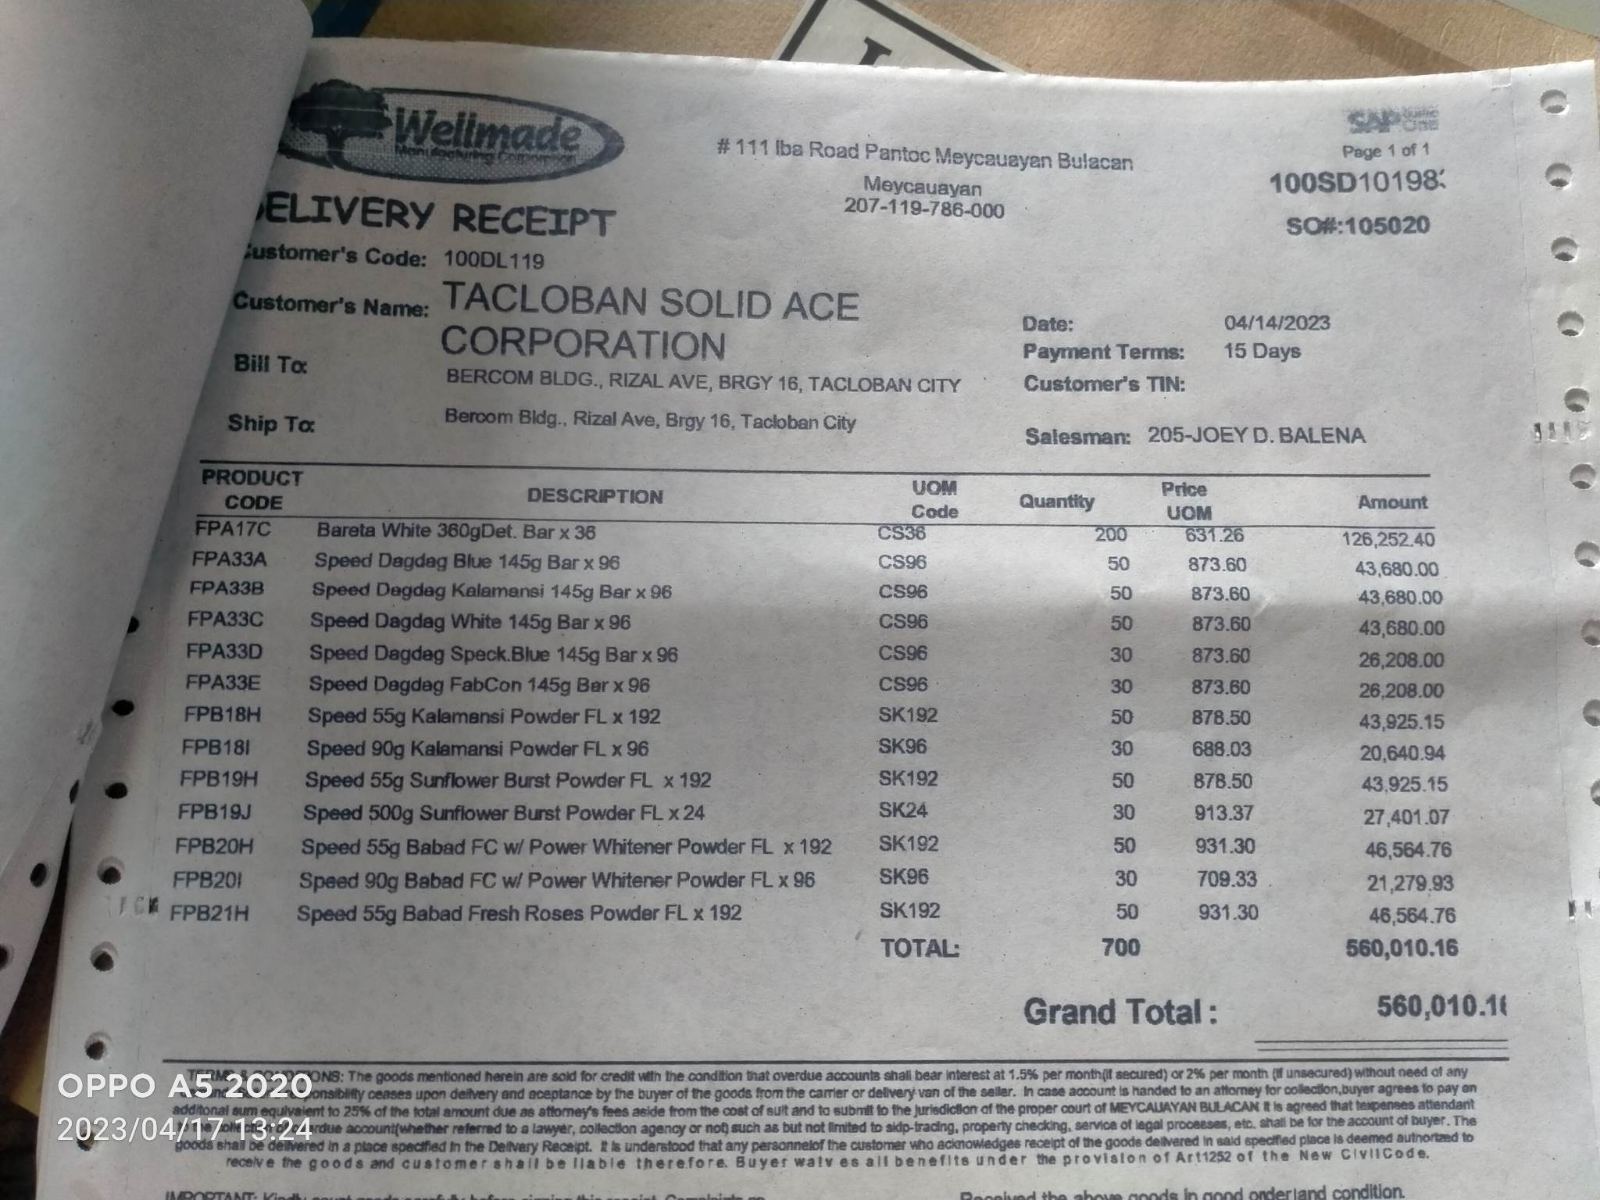 Wellmade
Manufacturing Corporation
# 111 Iba Road Pantoc Meycauayan Bulacan
Meycauayan
207-119-786-000
SAP
One
Page 1 of 1
100SD10198
SO#:105020
ELIVERY RECEIPT
ustomer's Code: 100DL119
Customer's Name: TACLOBAN SOLID ACE
CORPORATION
Bill To: BERCOM BLDG., RIZAL AVE, BRGY 16, TACLOBAN CITY
Ship To: Bercom Bldg., Rizal Ave, Brgy 16, Tacloban City
Date: 04/14/2023
Payment Terms: 15 Days
Customer's TIN:
Salesman: 205-JOEY D. BALENA
PRODUCT CODE DESCRIPTION UOM Code Quantity Price UOM Amount
FPA17C Bareta White 360gDet. Bar x 36 CS36 200 631.26 126,252.40
FPA33A Speed Dagdag Blue 145g Bar x 96 CS96 50 873.60 43,680.00
FPA33B Speed Dagdag Kalamansi 145g Bar x 96 CS96 50 873.60 43,680.00
FPA33C Speed Dagdag White 145g Bar x 96 CS96 50 873.60 43,680.00
FPA33D Speed Dagdag Speck.Blue 145g Bar x 96 CS96 30 873.60 26,208.00
FPA33E Speed Dagdag FabCon 145g Bar x 96 CS96 30 873.60 26,208.00
FPB18H Speed 55g Kalamansi Powder FL x 192 SK192 50 878.50 43,925.15
FPB18I Speed 90g Kalamansi Powder FL x 96 SK96 30 688.03 20,640.94
FPB19H Speed 55g Sunflower Burst Powder FL x 192 SK192 50 878.50 43,925.15
FPB19J Speed 500g Sunflower Burst Powder FL x 24 SK24 30 913.37 27,401.07
FPB20H Speed 55g Babad FC w/ Power Whitener Powder FL x 192 SK192 50 931.30 46,564.76
FPB20I Speed 90g Babad FC w/ Power Whitener Powder FL x 96 SK96 30 709.33 21,279.93
FPB21H Speed 55g Babad Fresh Roses Powder FL x 192 SK192 50 931.30 46,564.76
TOTAL: 700 560,010.16
Grand Total : 560,010.16
TERMS & CONDITIONS: The goods mentioned herein are sold for credit with the condition that overdue accounts shall bear interest at 1.5% per month(if secured) or 2% per month (if unsecured) without need of any
ceases upon delivery and aceptance by the buyer of the goods from the carrier or delivery van of the seller. In case account is handed to an attorney for collection,buyer agrees to pay an
additonal sum equivalent to 25% of the total amount due as attorney's fees aside from the cost of suit and to submit to the jurisdiction of the proper court of MEYCAUAYAN BULACAN It is agreed that texpenses attendant
account(whether referred to a lawyer, collection agency or not) such as but not limited to skip-trading, property checking, service of legal processes, etc. shall be for the account of buyer. The
goods shall be delivered in a place specified in the Delivery Receipt. It is understood that any personnelof the customer who acknowledges receipt of the goods delivered in said specified place is deemed authorized to
receive the goods and customer shall be liable therefore. Buyer waives all benefits under the provision of Art1252 of the New CivilCode.
Received the above goods in good order and condition.
OPPO A5 2020
2023/04/17 13:24